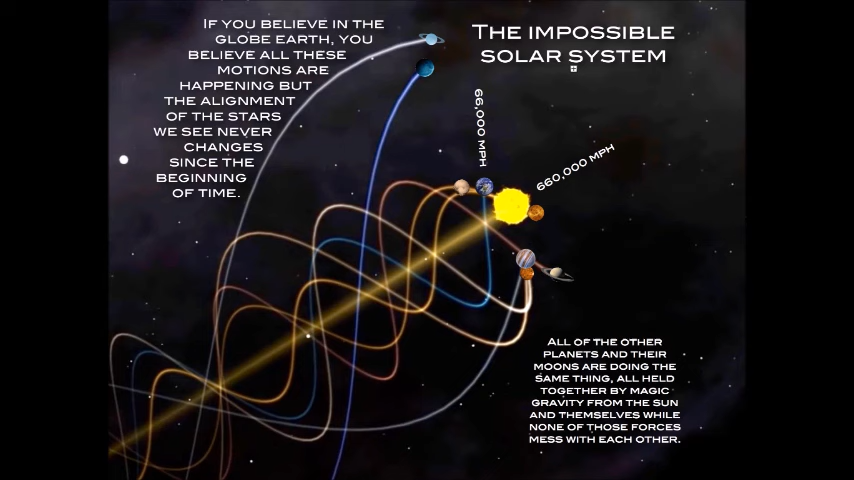 If you believe in the
globe earth, you
believe all these
motions are
happening but
the alignment
of the stars
we see never
changes
since the
beginning
of time.
The impossible
solar system
66,000 mph
660,000 mph
All of the other
planets and their
moons are doing the
same thing, all held
together by magic
gravity from the sun
and themselves while
none of those forces
mess with each other.